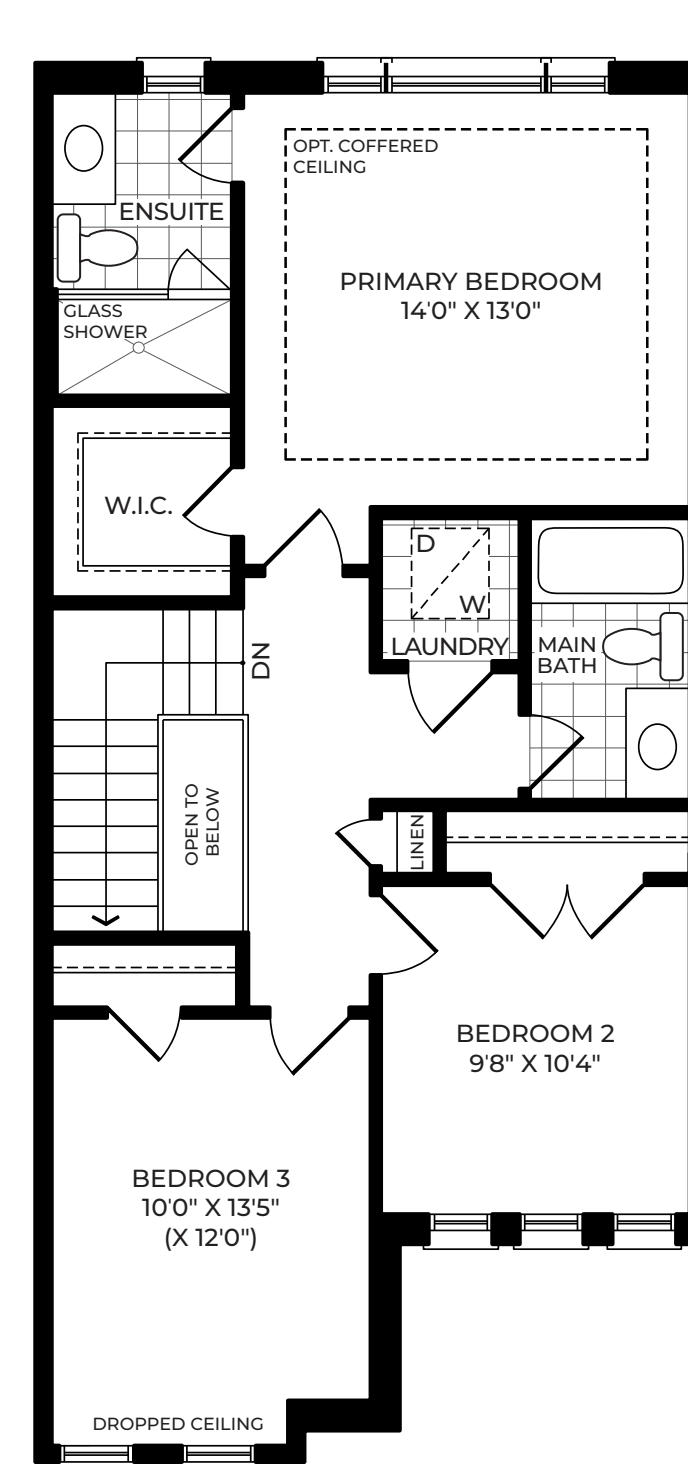 OPT. COFFERED
CEILING
ENSUITE
PRIMARY BEDROOM
14'0" X 13'0"
GLASS
SHOWER
W.I.C.
D
W
LAUNDRY
MAIN
BATH
DN
OPEN TO
BELOW
LINEN
BEDROOM 2
9'8" X 10'4"
BEDROOM 3
10'0" X 13'5"
(X 12'0")
DROPPED CEILING